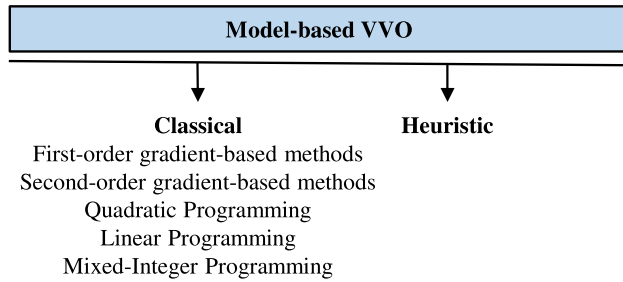 Model-based VVO
Classical
Heuristic
First-order gradient-based methods
Second-order gradient-based methods
Quadratic Programming
Linear Programming
Mixed-Integer Programming